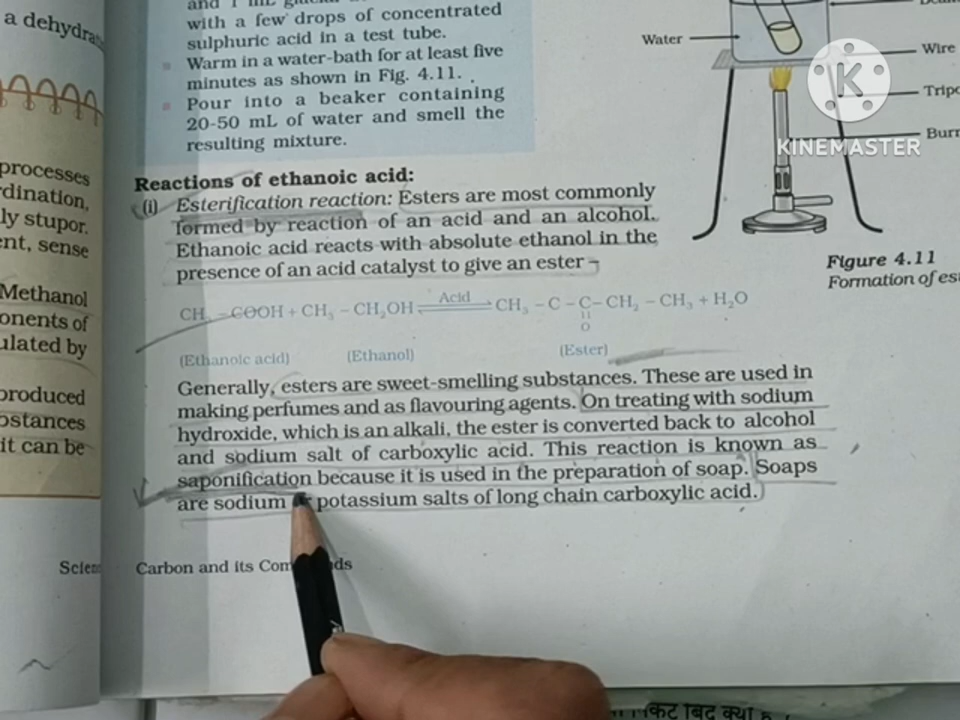 a dehydra
processes
rdination,
ly stupor.
ent, sense
Methanol
onents of
ulated by
produced
bstances
it can be
with a few drops of concentrated
sulphuric acid in a test tube.
Warm in a water-bath for at least five
minutes as shown in Fig. 4.11.
Pour into a beaker containing
20-50 mL of water and smell the
resulting mixture.
Water
Wire
Tripo
Burn
K
KINEMASTER
Figure 4.11
Formation of es
Reactions of ethanoic acid:
(i) Esterification reaction: Esters are most commonly
formed by reaction of an acid and an alcohol.
Ethanoic acid reacts with absolute ethanol in the
presence of an acid catalyst to give an ester –
Acid
CH – COOH + CH₃ – CH₂OH ⇌ CH₃ – C – C – CH₂ – CH₃ + H₂O
O
(Ethanoic acid) (Ethanol) (Ester)
Generally, esters are sweet-smelling substances. These are used in
making perfumes and as flavouring agents. On treating with sodium
hydroxide, which is an alkali, the ester is converted back to alcohol
and sodium salt of carboxylic acid. This reaction is known as
saponification because it is used in the preparation of soap. Soaps
are sodium potassium salts of long chain carboxylic acid.
Scien
Carbon and its Com ds
बिंदु क्या